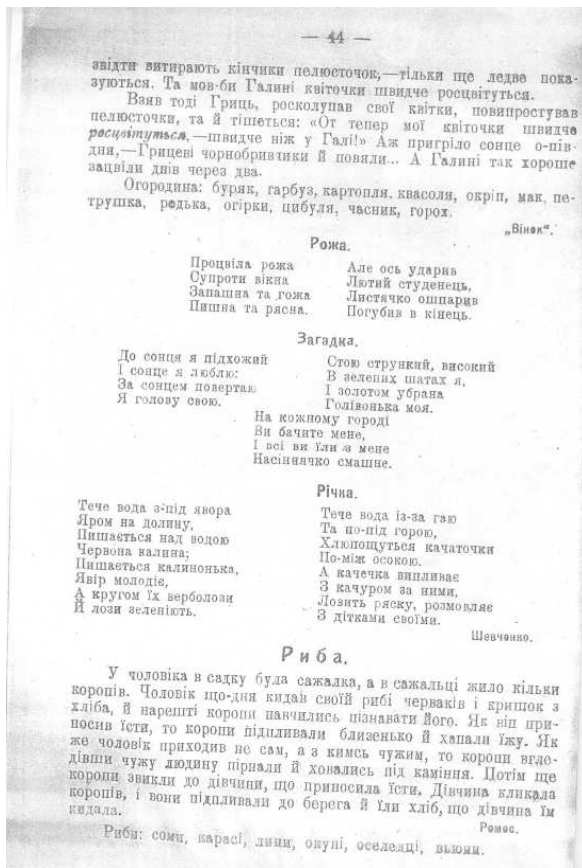 — 44 —
звідти витирають кінчики пелюсточок,—тільки ще ледве пока-
зуються. Та мов-би Галині квіточки швидче росцвітуться.
Взяв тоді Гриць, росколупав свої квітки, повипростував
пелюсточки, та й тішеться: «От тепер мої квіточки швидче
росцвітуться,—швидче ніж у Галі!» Аж пригріло сонце о-пів-
дня,—Грицеві чорнобривчики й повяли... А Галині так хороше
зацвіли днів через два.
Огородина: буряк, гарбуз, картопля, квасоля, окріп, мак, пе-
трушка, редька, огірки, цибуля, часник, горох.
„Вінок“.
Рожа.
Процвіла рожа
Супроти вікна
Запашна та гожа
Пишна та рясна.
Але ось ударив
Лютий студенець,
Листячко ошпарив
Погубив в кінець.
Загадка.
До сонця я підхожий
І сонце я люблю:
За сонцем повертаю
Я голову свою.
Стою стрункий, високий
В зелених шатах я,
І золотом убрана
Голівонька моя.
На кожному городі
Ви бачите мене,
І всі ви їли з мене
Насіннячко смашне.
Річка.
Тече вода з-під явора
Яром на долину,
Пишається над водою
Червона калина;
Пишається калинонька,
Явір молодіє,
А кругом їх верболози
Й лози зеленіють.
Тече вода із-за гаю
Та по-під горою,
Хлюпощуться качаточки
По-між осокою.
А качечка випливає
З качуром за ними,
Ловить ряску, розмовляє
З дітками своїми.
Шевченко.
Риба.
У чоловіка в садку була сажалка, а в сажальці жило кільки
коропів. Чоловік що-дня кидав своїй рибі черваків і кришок з
хліба, й нарешті коропи навчились пізнавати його. Як він при-
носив їсти, то коропи підпливали близенько й хапали їжу. Як
же чоловік приходив не сам, а з кимсь чужим, то коропи вгле-
дівши чужу людину пірнали й ховались під каміння. Потім ще
коропи звикли до дівчини, що приносила їсти. Дівчина кликала
коропів, і вони підпливали до берега й їли хліб, що дівчина їм
кидала.
Ромес.
Риби: соми, карасі, лини, окуні, оселедці, вьюми.